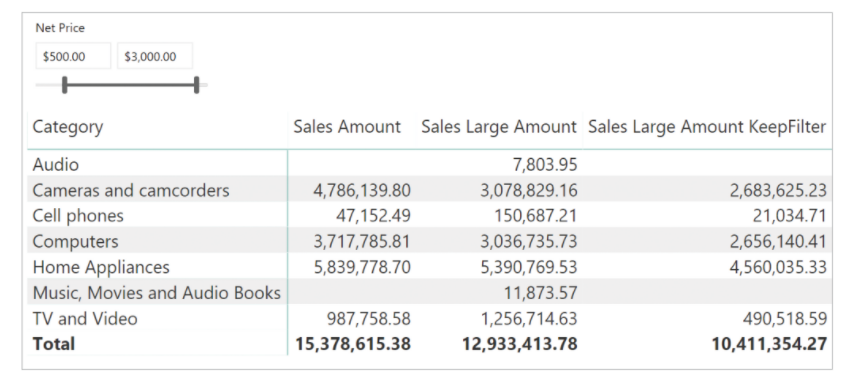 Net Price
$500.00 $3,000.00
Category Sales Amount Sales Large Amount Sales Large Amount KeepFilter
Audio 7,803.95
Cameras and camcorders 4,786,139.80 3,078,829.16 2,683,625.23
Cell phones 47,152.49 150,687.21 21,034.71
Computers 3,717,785.81 3,036,735.73 2,656,140.41
Home Appliances 5,839,778.70 5,390,769.53 4,560,035.33
Music, Movies and Audio Books 11,873.57
TV and Video 987,758.58 1,256,714.63 490,518.59
Total 15,378,615.38 12,933,413.78 10,411,354.27